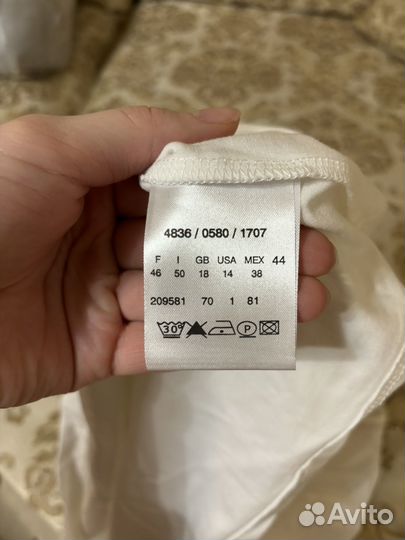 4836 / 0580 / 1707
F I GB USA MEX 44
46 50 18 14 38
209581 70 1 81
30° P
Avito